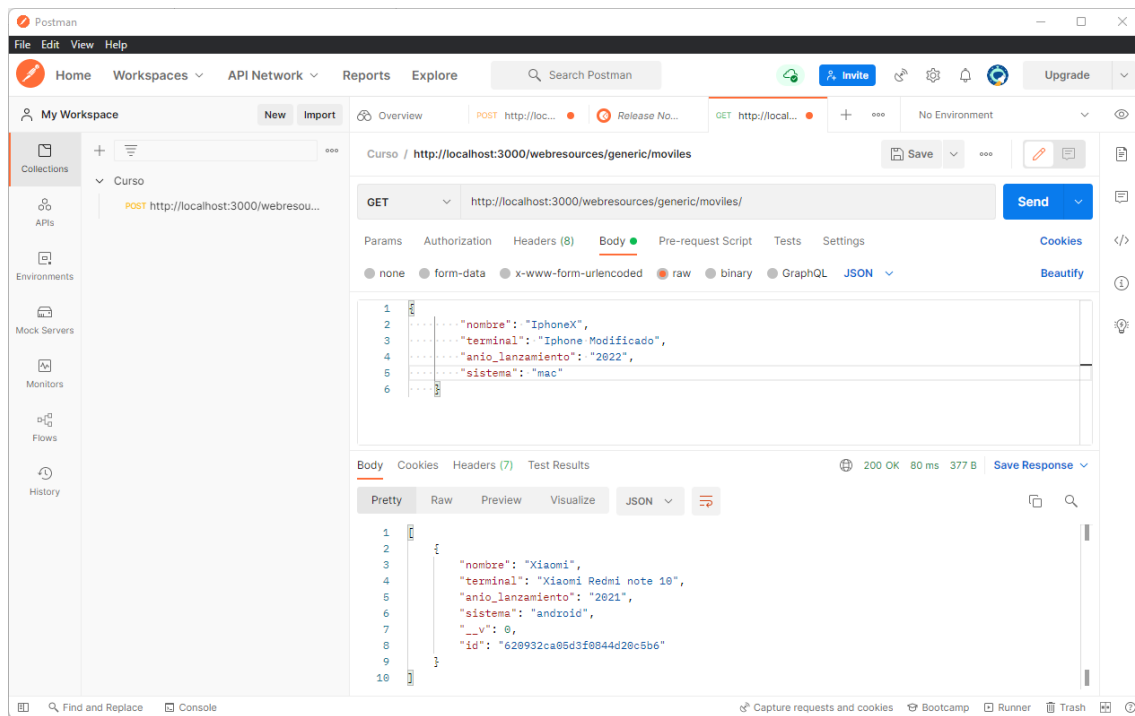 Postman
File Edit View Help
Home Workspaces API Network Reports Explore Search Postman Invite Upgrade
My Workspace New Import Overview POST http://loc... Release No... GET http://local... No Environment
Collections
APIs
Environments
Mock Servers
Monitors
Flows
History
Curso
POST http://localhost:3000/webresou...
Curso / http://localhost:3000/webresources/generic/moviles Save
GET http://localhost:3000/webresources/generic/moviles/ Send
Params Authorization Headers (8) Body Pre-request Script Tests Settings Cookies
none form-data x-www-form-urlencoded raw binary GraphQL JSON Beautify
1 {
2 "nombre": "IphoneX",
3 "terminal": "Iphone Modificado",
4 "anio_lanzamiento": "2022",
5 "sistema": "mac"
6 }
Body Cookies Headers (7) Test Results 200 OK 80 ms 377 B Save Response
Pretty Raw Preview Visualize JSON
1 [
2 {
3 "nombre": "Xiaomi",
4 "terminal": "Xiaomi Redmi note 10",
5 "anio_lanzamiento": "2021",
6 "sistema": "android",
7 "__v": 0,
8 "id": "620932ca05d3f0844d20c5b6"
9 }
10 ]
Find and Replace Console Capture requests and cookies Bootcamp Runner Trash